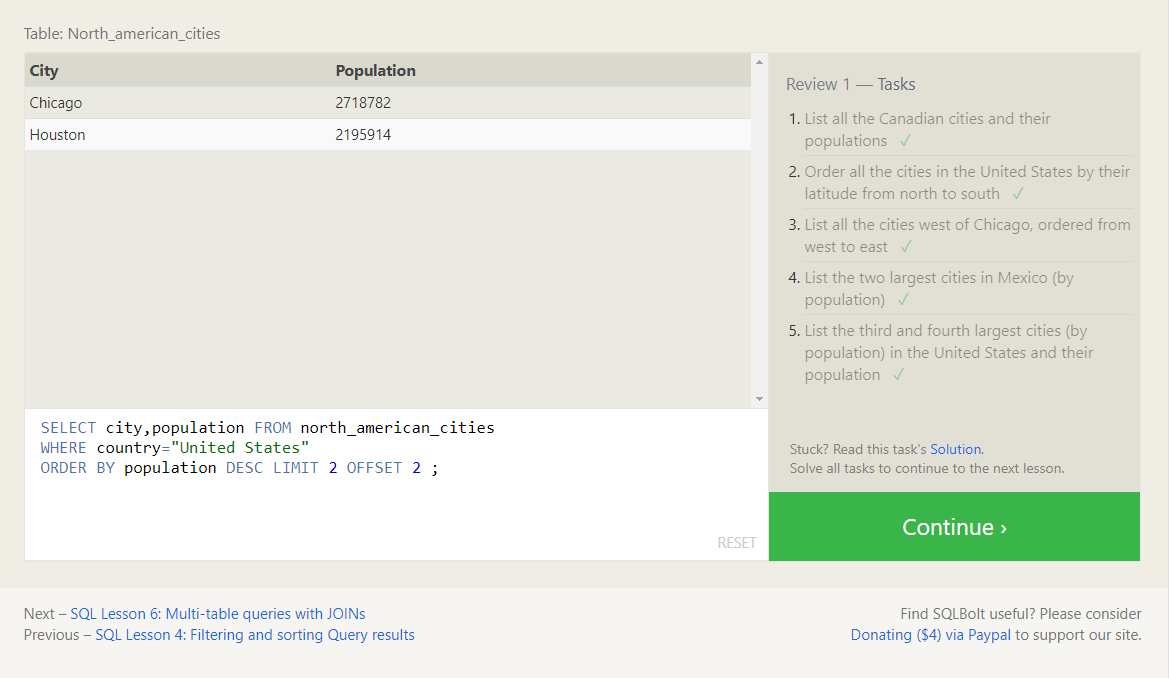 Table: North_american_cities
City Population
Chicago 2718782
Houston 2195914
SELECT city,population FROM north_american_cities
WHERE country="United States"
ORDER BY population DESC LIMIT 2 OFFSET 2 ;
RESET
Review 1 — Tasks
1. List all the Canadian cities and their
populations ✓
2. Order all the cities in the United States by their
latitude from north to south ✓
3. List all the cities west of Chicago, ordered from
west to east ✓
4. List the two largest cities in Mexico (by
population) ✓
5. List the third and fourth largest cities (by
population) in the United States and their
population ✓
Stuck? Read this task's Solution.
Solve all tasks to continue to the next lesson.
Continue ›
Next – SQL Lesson 6: Multi-table queries with JOINs
Previous – SQL Lesson 4: Filtering and sorting Query results
Find SQLBolt useful? Please consider
Donating ($4) via Paypal to support our site.